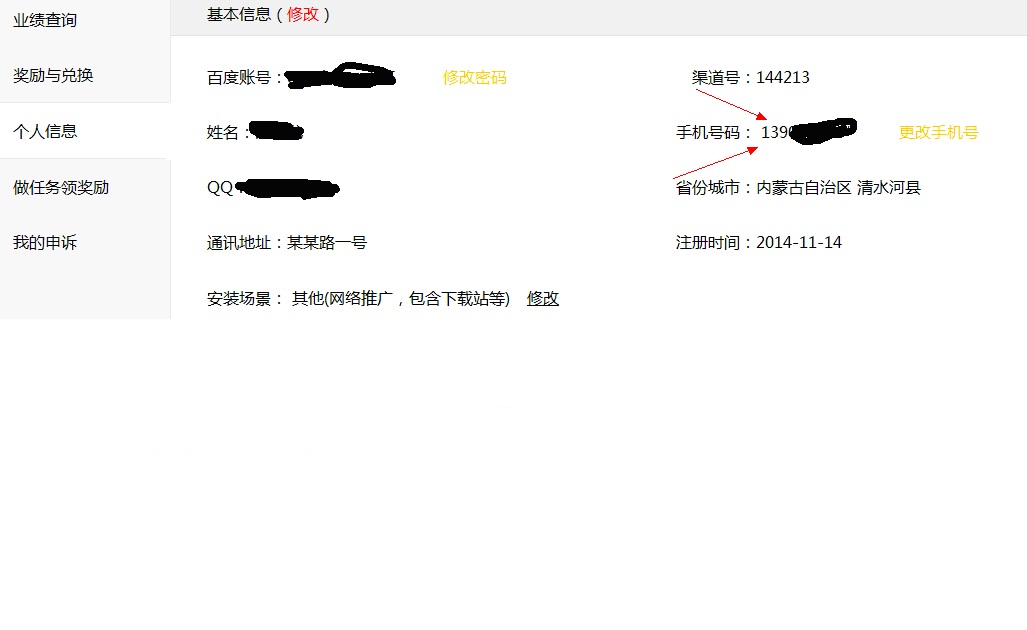 业绩查询
基本信息（修改）
奖励与兑换
百度账号： 修改密码 渠道号：144213
个人信息
姓名： 手机号码： 139 更改手机号
做任务领奖励
QQ 省份城市：内蒙古自治区 清水河县
我的申诉
通讯地址：某某路一号 注册时间：2014-11-14
安装场景： 其他(网络推广，包含下载站等) 修改